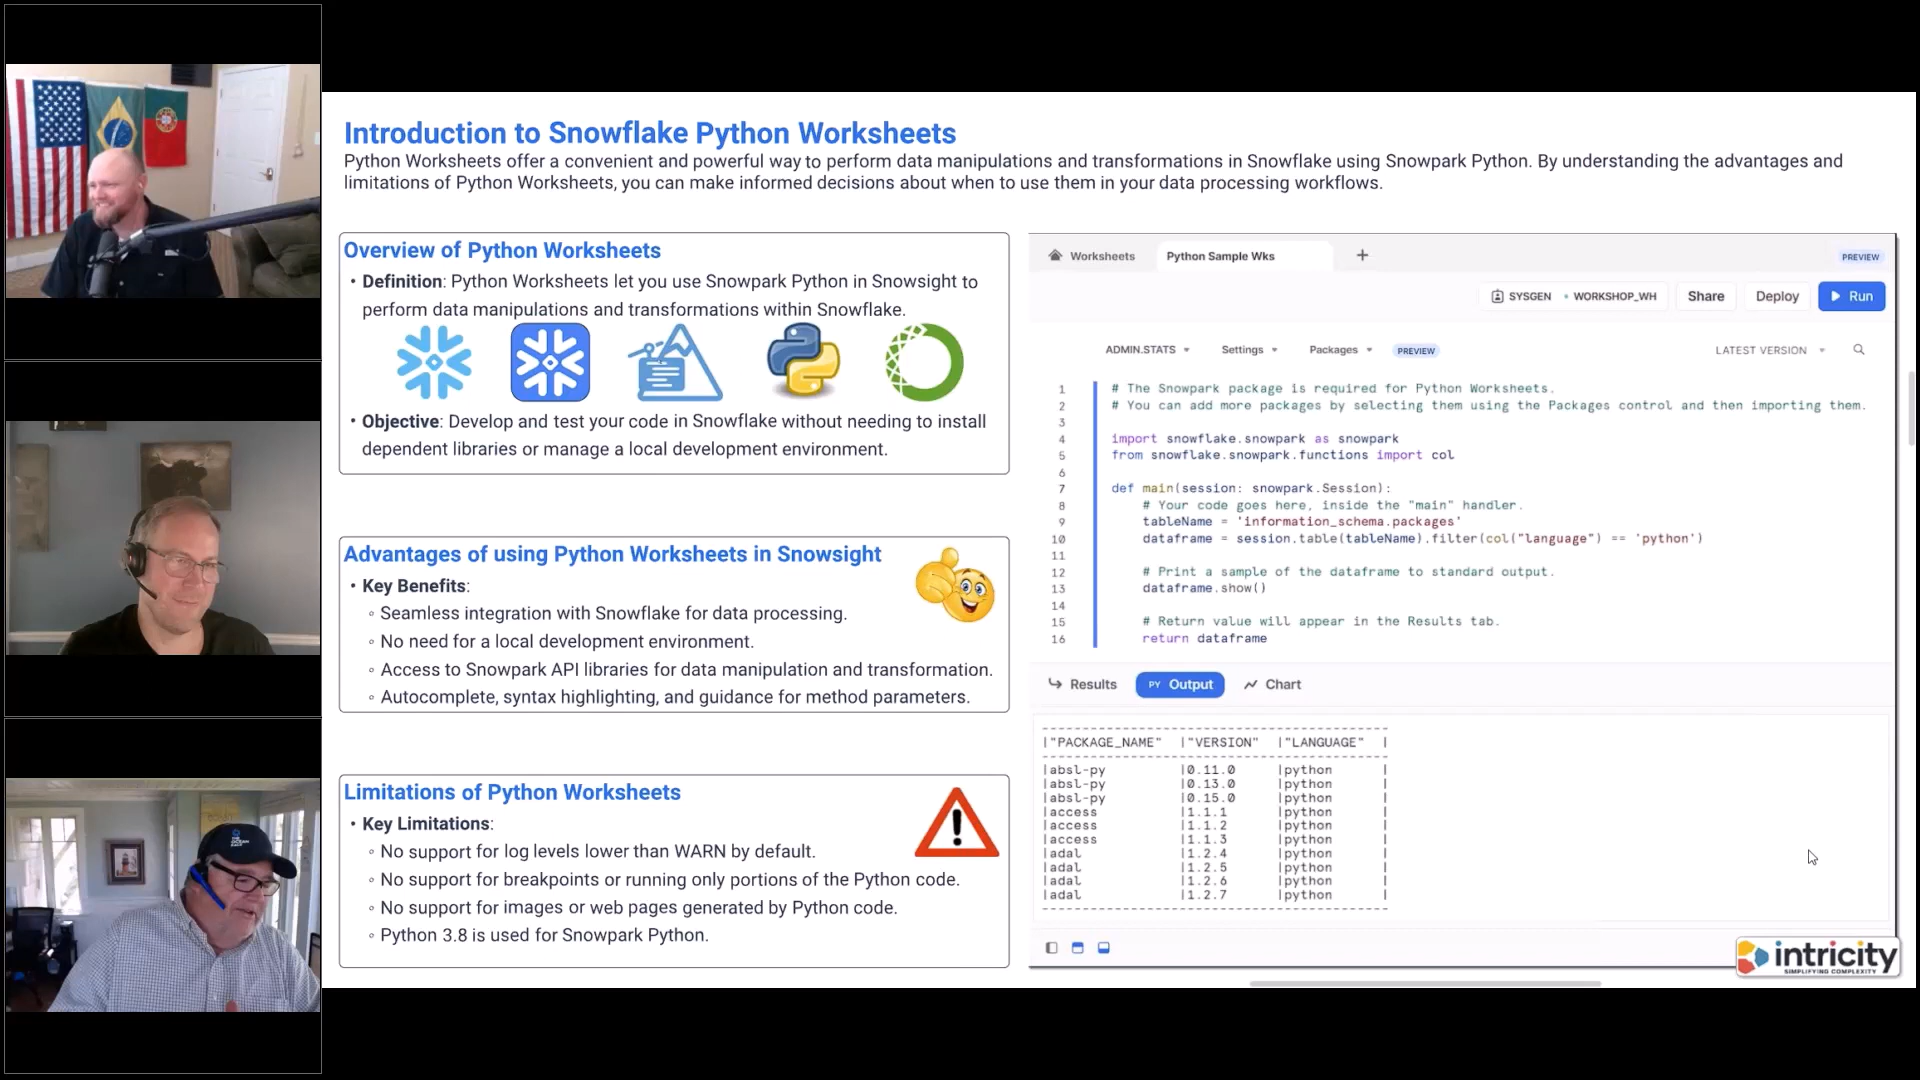 Introduction to Snowflake Python Worksheets
Python Worksheets offer a convenient and powerful way to perform data manipulations and transformations in Snowflake using Snowpark Python. By understanding the advantages and
limitations of Python Worksheets, you can make informed decisions about when to use them in your data processing workflows.
Overview of Python Worksheets
• Definition: Python Worksheets let you use Snowpark Python in Snowsight to
perform data manipulations and transformations within Snowflake.
• Objective: Develop and test your code in Snowflake without needing to install
dependent libraries or manage a local development environment.
Advantages of using Python Worksheets in Snowsight
• Key Benefits:
◦ Seamless integration with Snowflake for data processing.
◦ No need for a local development environment.
◦ Access to Snowpark API libraries for data manipulation and transformation.
◦ Autocomplete, syntax highlighting, and guidance for method parameters.
Limitations of Python Worksheets
• Key Limitations:
◦ No support for log levels lower than WARN by default.
◦ No support for breakpoints or running only portions of the Python code.
◦ No support for images or web pages generated by Python code.
◦ Python 3.8 is used for Snowpark Python.
Worksheets Python Sample Wks + PREVIEW
SYSGEN • WORKSHOP_WH Share Deploy Run
ADMIN.STATS Settings Packages PREVIEW LATEST VERSION
1 # The Snowpark package is required for Python Worksheets.
2 # You can add more packages by selecting them using the Packages control and then importing them.
3
4 import snowflake.snowpark as snowpark
5 from snowflake.snowpark.functions import col
6
7 def main(session: snowpark.Session):
8 # Your code goes here, inside the "main" handler.
9 tableName = 'information_schema.packages'
10 dataframe = session.table(tableName).filter(col("language") == 'python')
11
12 # Print a sample of the dataframe to standard output.
13 dataframe.show()
14
15 # Return value will appear in the Results tab.
16 return dataframe
Results PY Output Chart
|"PACKAGE_NAME" |"VERSION" |"LANGUAGE" |
|absl-py |0.11.0 |python |
|absl-py |0.13.0 |python |
|absl-py |0.15.0 |python |
|access |1.1.1 |python |
|access |1.1.2 |python |
|access |1.1.3 |python |
|adal |1.2.4 |python |
|adal |1.2.5 |python |
|adal |1.2.6 |python |
|adal |1.2.7 |python |
intricity
SIMPLIFYING COMPLEXITY